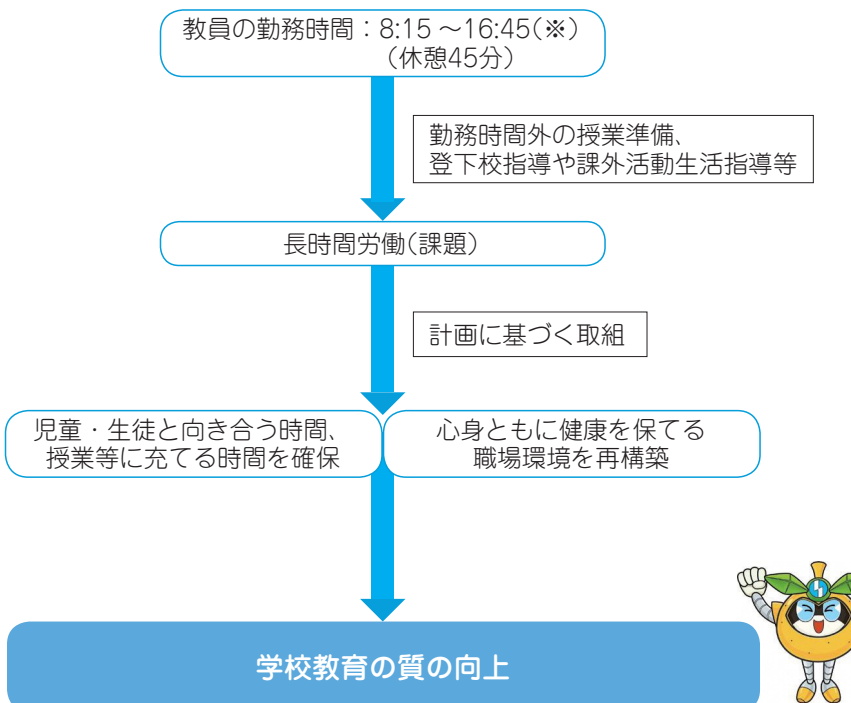 教員の勤務時間：8:15～16:45(※)
（休憩45分）
勤務時間外の授業準備、
登下校指導や課外活動生活指導等
長時間労働(課題)
計画に基づく取組
児童・生徒と向き合う時間、
授業等に充てる時間を確保
心身ともに健康を保てる
職場環境を再構築
学校教育の質の向上